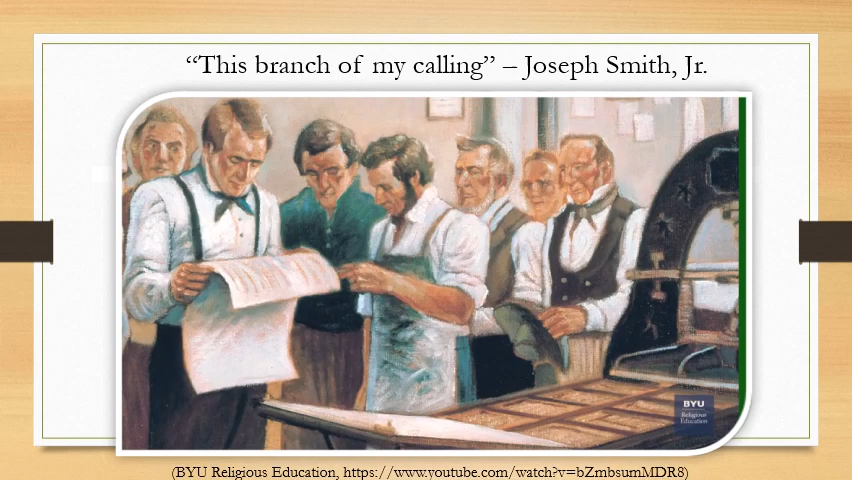 “This branch of my calling” – Joseph Smith, Jr.
BYU
Religious
Education
(BYU Religious Education, https://www.youtube.com/watch?v=bZmbsumMDR8)